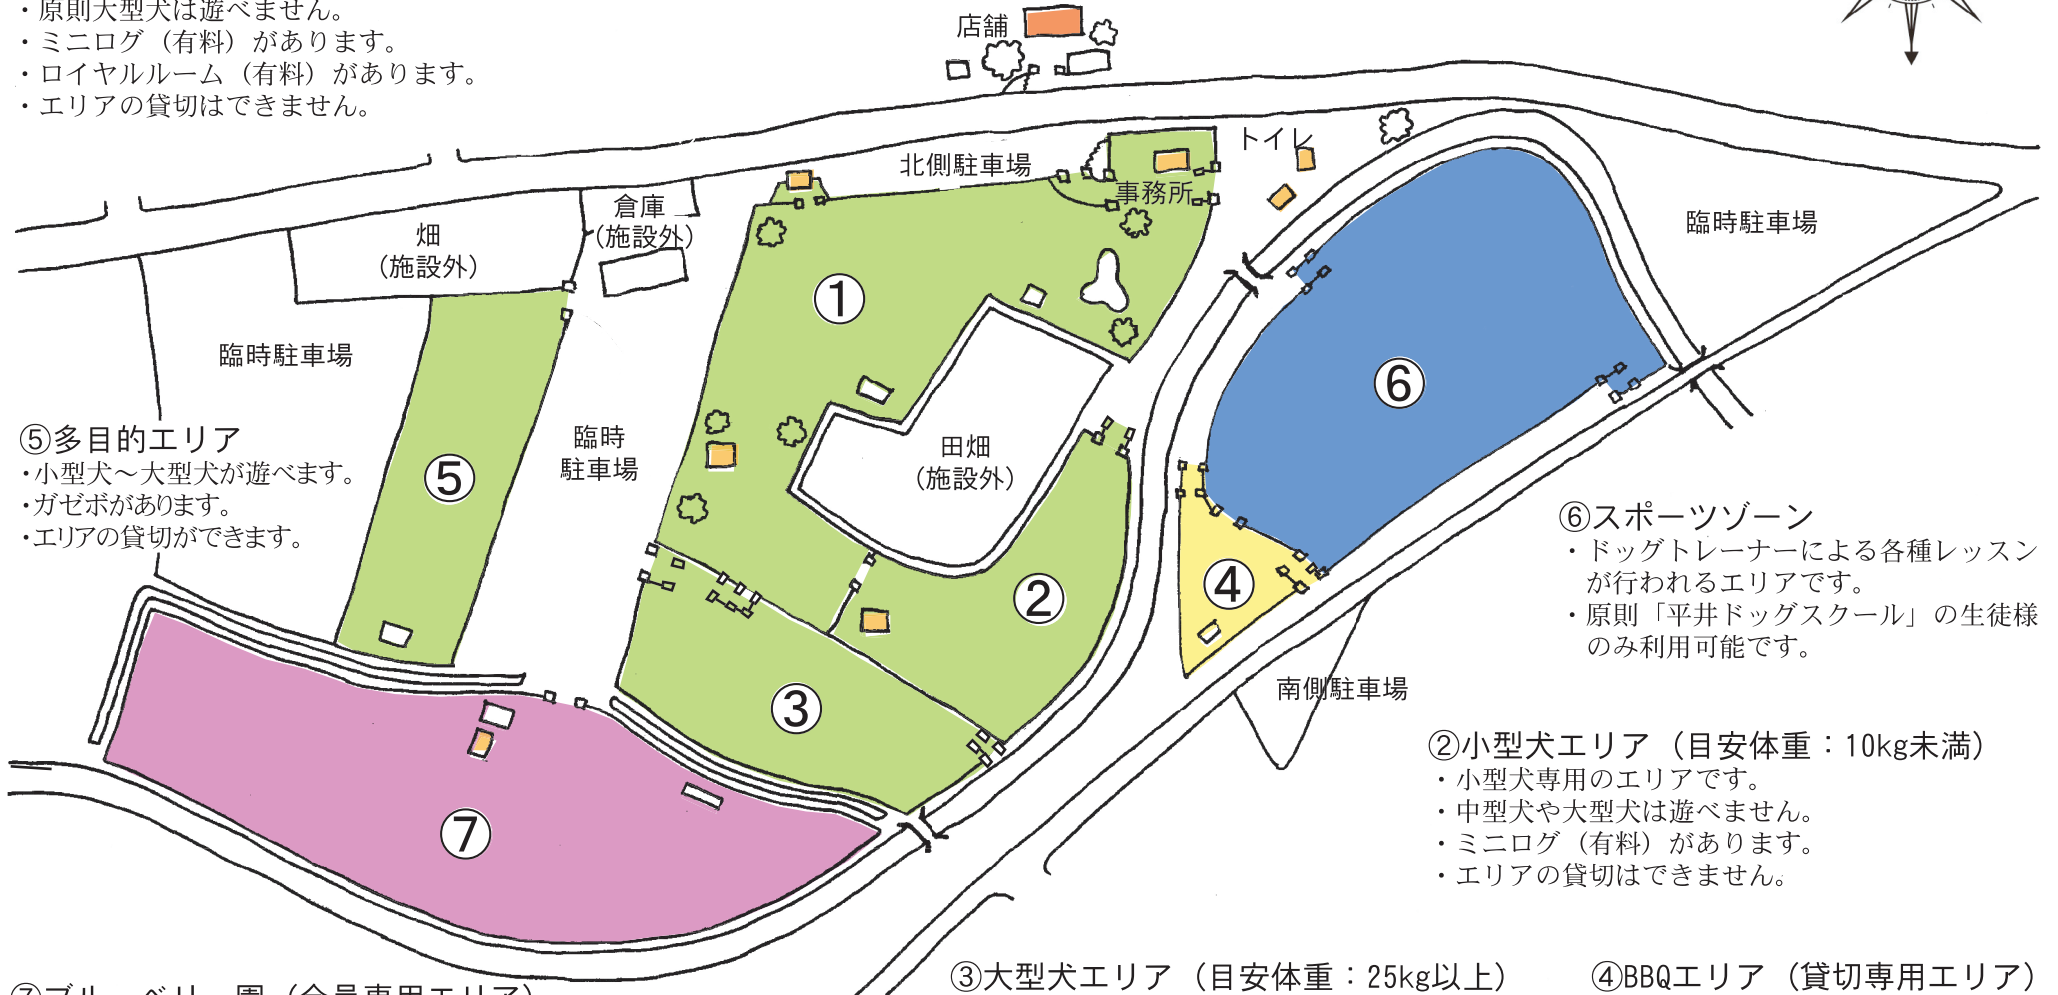 ・原則大型犬は遊べません。
・ミニログ（有料）があります。
・ロイヤルルーム（有料）があります。
・エリアの貸切はできません。
店舗
トイレ
北側駐車場
事務所
倉庫
（施設外）
畑
（施設外）
臨時駐車場
①
臨時駐車場
⑥
⑤多目的エリア
・小型犬～大型犬が遊べます。
・ガゼボがあります。
・エリアの貸切ができます。
⑤
臨時
駐車場
田畑
（施設外）
⑥スポーツゾーン
・ドッグトレーナーによる各種レッスン
が行われるエリアです。
・原則「平井ドッグスクール」の生徒様
のみ利用可能です。
④
②
③
南側駐車場
⑦
②小型犬エリア（目安体重：10kg未満）
・小型犬専用のエリアです。
・中型犬や大型犬は遊べません。
・ミニログ（有料）があります。
・エリアの貸切はできません。
⑦ブルーベリー園（会員専用エリア）
③大型犬エリア（目安体重：25kg以上）
④BBQエリア（貸切専用エリア）